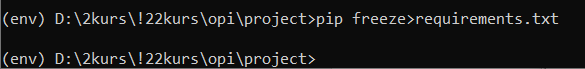 (env) D:\2kurs\!22kurs\opi\project>pip freeze>requirements.txt
(env) D:\2kurs\!22kurs\opi\project>